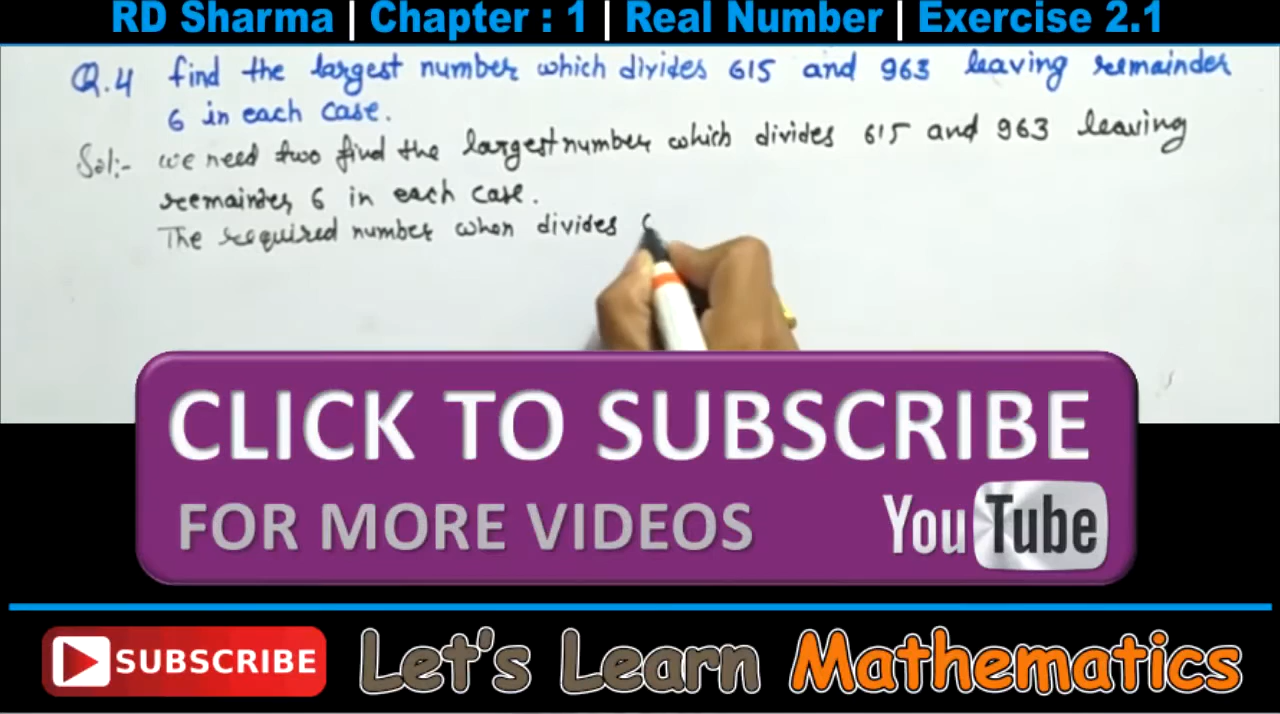 RD Sharma | Chapter : 1 | Real Number | Exercise 2.1
Q.4 find the largest number which divides 615 and 963 leaving remainder
6 in each case.
Sol:- we need two find the largest number which divides 615 and 963 leaving
remainder 6 in each case.
The required number when divides 6
CLICK TO SUBSCRIBE
FOR MORE VIDEOS YouTube
SUBSCRIBE Let's Learn Mathematics